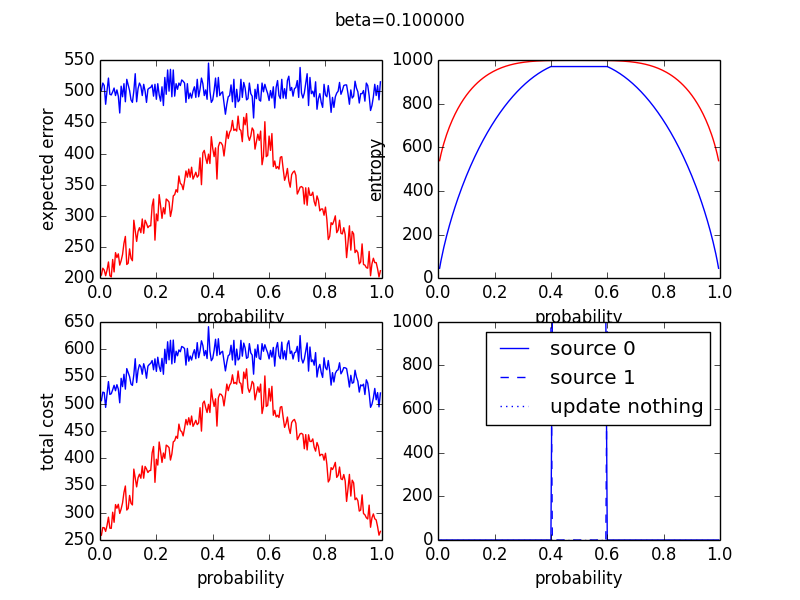 beta=0.100000
550
500
450
400
350
300
250
200
expected error
0.0 0.2 0.4 0.6 0.8 1.0
probability
1000
800
600
400
200
0
entropy
0.0 0.2 0.4 0.6 0.8 1.0
probability
650
600
550
500
450
400
350
300
250
total cost
0.0 0.2 0.4 0.6 0.8 1.0
probability
1000
800
600
400
200
0
source 0
source 1
update nothing
0.0 0.2 0.4 0.6 0.8 1.0
probability